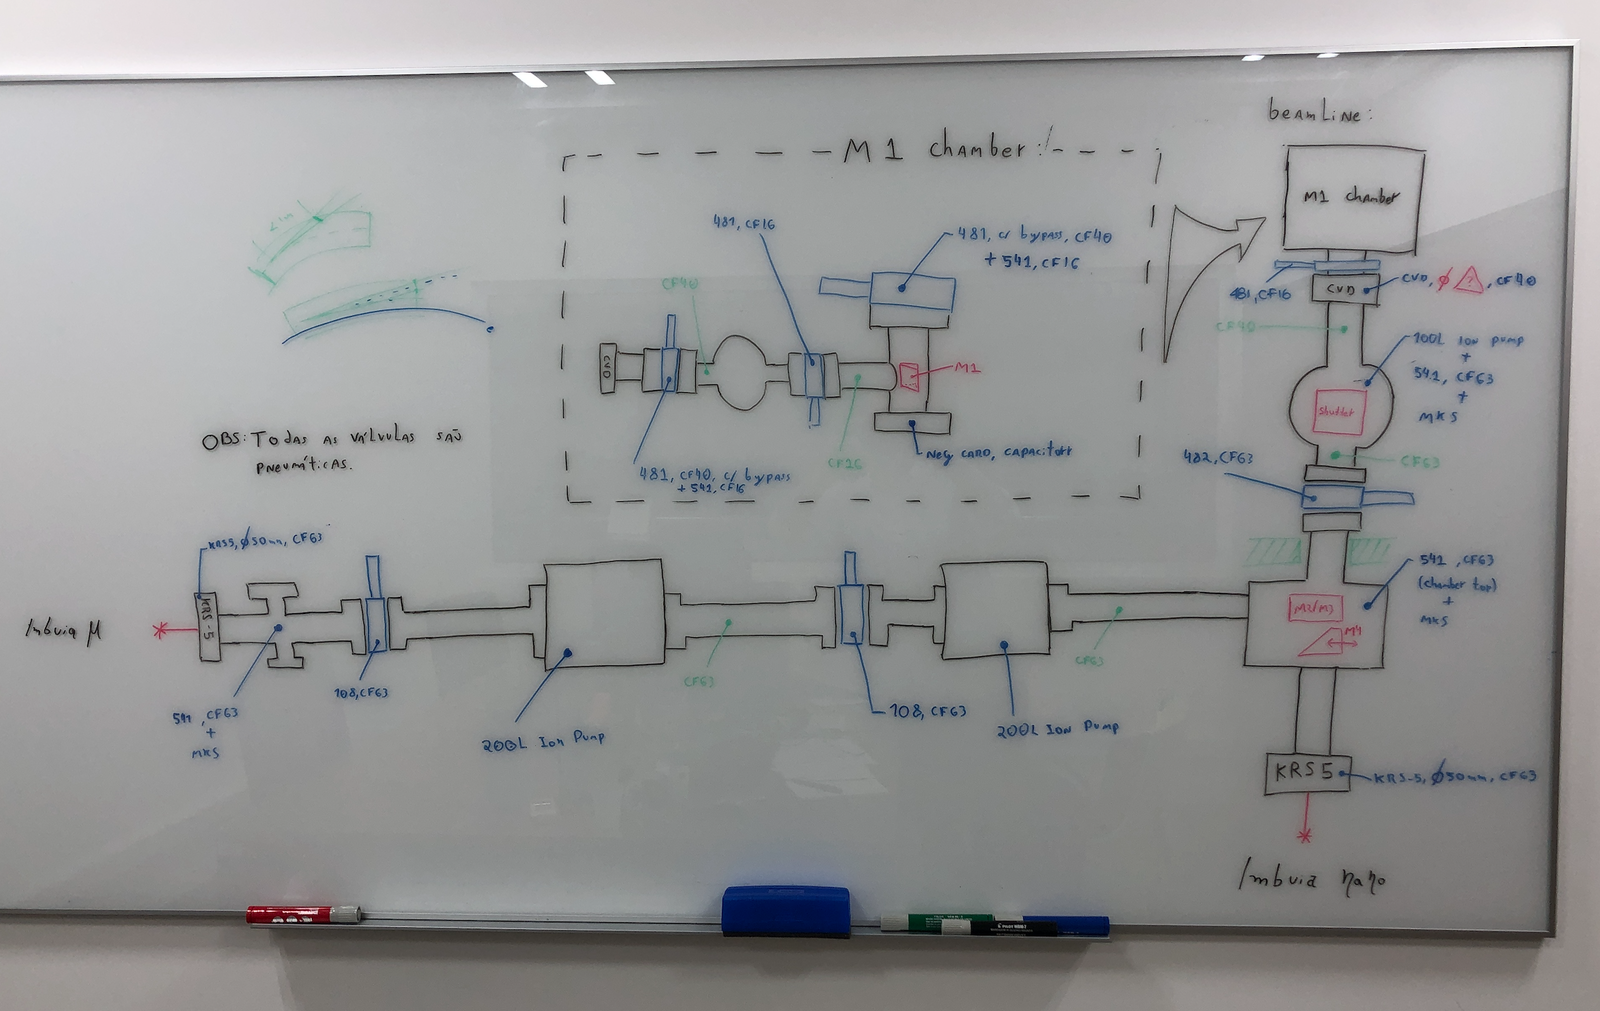 beamLine:
M1 chamber:
M1 chamber
481, CF16
481, c/ bypass, CF40
+ 541, CF16
CVD
CVD, ϕ ?, CF40
481, CF16
CF40
CF40
100L Ion pump
+
541, CF63
+
MKS
CVD
M1
shutter
OBS: Todas as válvulas são
pneumáticas.
CF16
Neg CARD, CAPACitorr
CF63
482, CF63
481, CF40, c/ bypass
+ 541, CF16
KRS5, ϕ50mm, CF63
541, CF63
(chamber top)
+
MKS
KRS-5
M2/M3
M4
Imbuia μ
CF63
CF63
108, CF63
541, CF63
+
MKS
108, CF63
200L Ion Pump
200L Ion Pump
KRS5
KRS-5, ϕ50mm, CF63
Imbuia nano